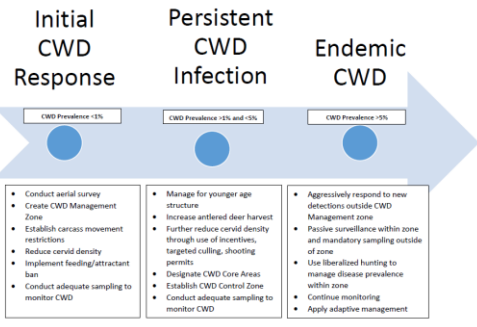 Initial
CWD
Response
Persistent
CWD
Infection
Endemic
CWD
CWD Prevalence <1%
CWD Prevalence >1% and <5%
CWD Prevalence >5%
• Conduct aerial survey
• Create CWD Management
Zone
• Establish carcass movement
restrictions
• Reduce cervid density
• Implement feeding/attractant
ban
• Conduct adequate sampling to
monitor CWD
• Manage for younger age
structure
• Increase antlered deer harvest
• Further reduce cervid density
through use of incentives,
targeted culling, shooting
permits
• Designate CWD Core Areas
• Establish CWD Control Zone
• Conduct adequate sampling to
monitor CWD
• Aggressively respond to new
detections outside CWD
Management zone
• Passive surveillance within zone
and mandatory sampling outside
of zone
• Use liberalized hunting to
manage disease prevalence
within zone
• Continue monitoring
• Apply adaptive management